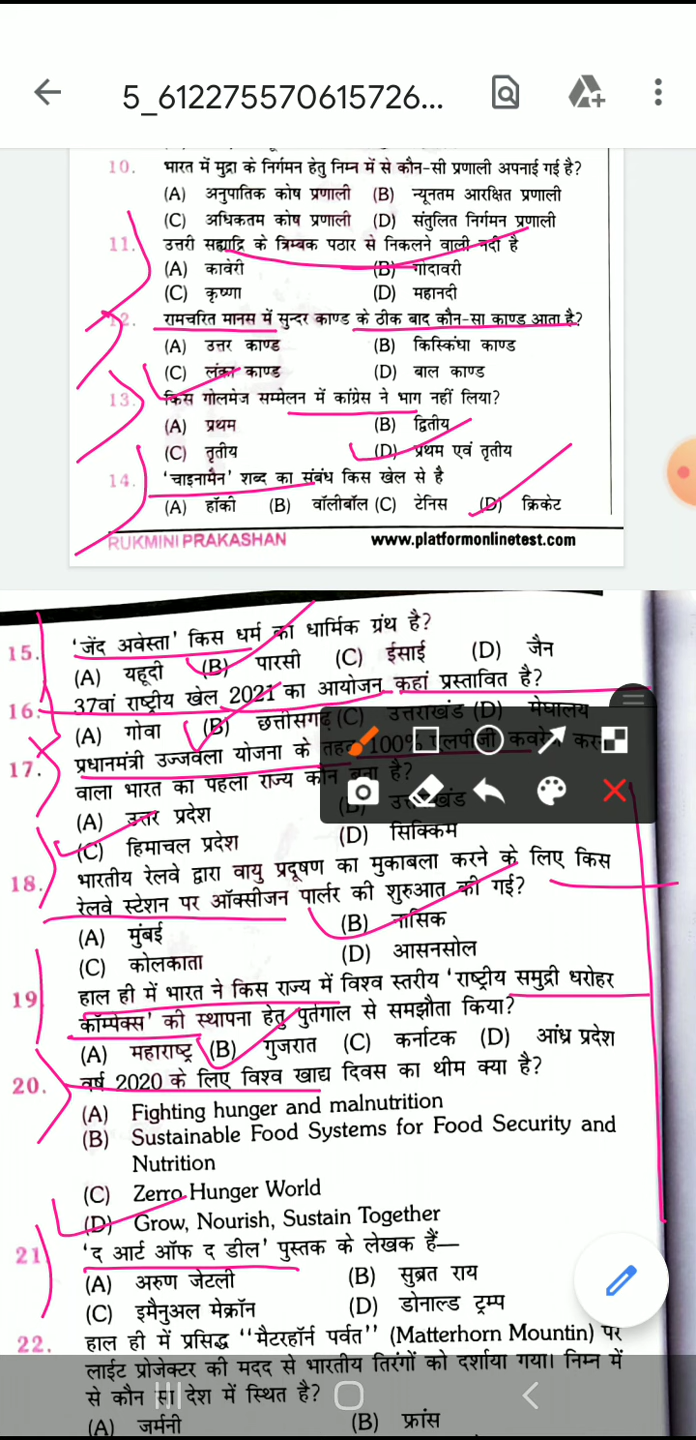 5_612275570615726...
10. भारत में मुद्रा के निर्गमन हेतु निम्न में से कौन-सी प्रणाली अपनाई गई है?
(A) अनुपातिक कोष प्रणाली (B) न्यूनतम आरक्षित प्रणाली
(C) अधिकतम कोष प्रणाली (D) संतुलित निर्गमन प्रणाली
11. उत्तरी सह्याद्रि के त्रिम्बक पठार से निकलने वाली नदी है
(A) कावेरी (B) गोदावरी
(C) कृष्णा (D) महानदी
12. रामचरित मानस में सुन्दर काण्ड के ठीक बाद कौन-सा काण्ड आता है?
(A) उत्तर काण्ड (B) किस्किंधा काण्ड
(C) लंका काण्ड (D) बाल काण्ड
13. किस गोलमेज सम्मेलन में कांग्रेस ने भाग नहीं लिया?
(A) प्रथम (B) द्वितीय
(C) तृतीय (D) प्रथम एवं तृतीय
14. 'चाइनामैन' शब्द का संबंध किस खेल से है
(A) हॉकी (B) वॉलीबॉल (C) टेनिस (D) क्रिकेट
RUKMINI PRAKASHAN www.platformonlinetest.com
15. 'जेंद अवेस्ता' किस धर्म का धार्मिक ग्रंथ है?
(A) यहूदी (B) पारसी (C) ईसाई (D) जैन
16. 37वां राष्ट्रीय खेल 2021 का आयोजन कहां प्रस्तावित है?
(A) गोवा (B) छत्तीसगढ़ (C) उत्तराखंड (D) मेघालय
17. प्रधानमंत्री उज्जवला योजना के तहत 100% एलपीजी कवरेज
वाला भारत का पहला राज्य कौन बना है?
(A) उत्तर प्रदेश (B) उत्तराखंड
(C) हिमाचल प्रदेश (D) सिक्किम
18. भारतीय रेलवे द्वारा वायु प्रदूषण का मुकाबला करने के लिए किस
रेलवे स्टेशन पर ऑक्सीजन पार्लर की शुरुआत की गई?
(A) मुंबई (B) नासिक
(C) कोलकाता (D) आसनसोल
19 हाल ही में भारत ने किस राज्य में विश्व स्तरीय 'राष्ट्रीय समुद्री धरोहर
कॉम्पेक्स' की स्थापना हेतु पुर्तगाल से समझौता किया?
(A) महाराष्ट्र (B) गुजरात (C) कर्नाटक (D) आंध्र प्रदेश
20. वर्ष 2020 के लिए विश्व खाद्य दिवस का थीम क्या है?
(A) Fighting hunger and malnutrition
(B) Sustainable Food Systems for Food Security and
Nutrition
(C) Zerro Hunger World
(D) Grow, Nourish, Sustain Together
21 'द आर्ट ऑफ द डील' पुस्तक के लेखक हैं—
(A) अरुण जेटली (B) सुब्रत राय
(C) इमैनुअल मेक्रॉन (D) डोनाल्ड ट्रम्प
22. हाल ही में प्रसिद्ध "मैटरहॉर्न पर्वत" (Matterhorn Mountin) पर
लाईट प्रोजेक्टर की मदद से भारतीय तिरंगों को दर्शाया गया। निम्न में
से कौन सा देश में स्थित है?
(A) जर्मनी (B) फ्रांस